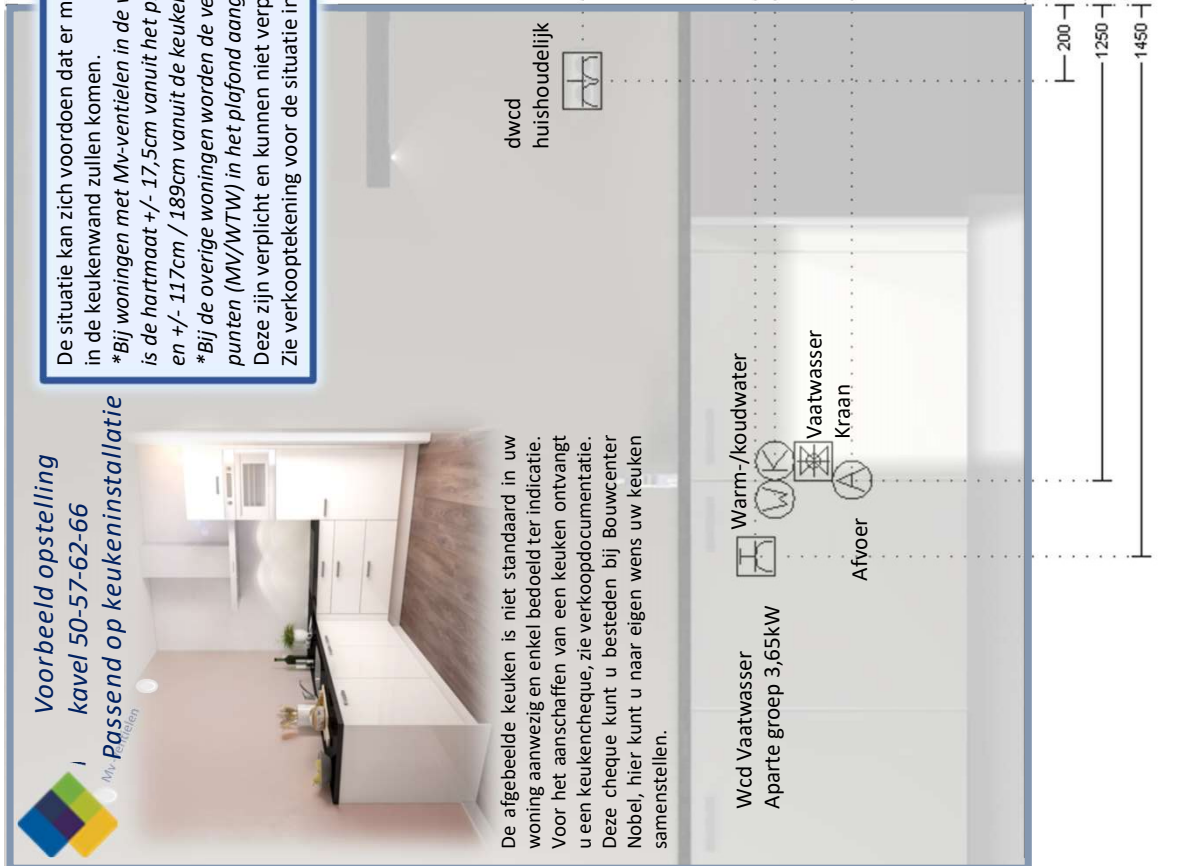 Voorbeeld opstelling
kavel 50-57-62-66
Passend op keukeninstallatie
Mv-ventielen
De situatie kan zich voordoen dat er
in de keukenwand zullen komen.
*Bij woningen met Mv-ventielen in de
is de hartmaat +/- 17,5cm vanuit het
en +/- 117cm / 189cm vanuit de
*Bij de overige woningen worden de
punten (MV/WTW) in het plafond
Deze zijn verplicht en kunnen niet
Zie verkooptekening voor de situatie in
De afgebeelde keuken is niet standaard in uw
woning aanwezig en enkel bedoeld ter indicatie.
Voor het aanschaffen van een keuken ontvangt
u een keukencheque, zie verkoopdocumentatie.
Deze cheque kunt u besteden bij Bouwcenter
Nobel, hier kunt u naar eigen wens uw keuken
samenstellen.
dwcd
huishoudelijk
Wcd Vaatwasser
Aparte groep 3,65kW
Warm-/koudwater
W K
Vaatwasser
Kraan
A
Afvoer
200
1250
1450